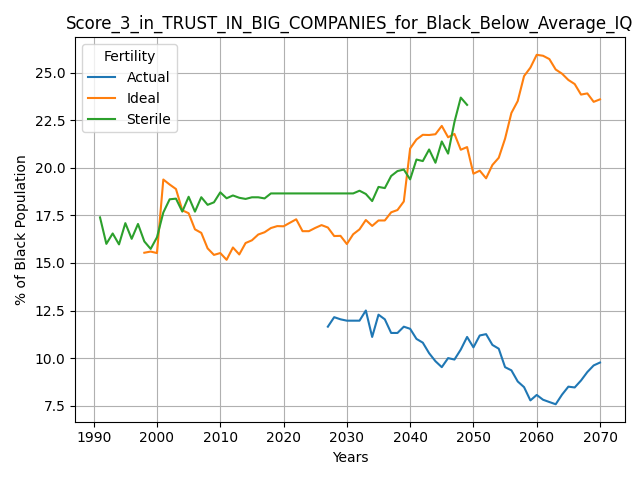 Score_3_in_TRUST_IN_BIG_COMPANIES_for_Black_Below_Average_IQ
Fertility
Actual
Ideal
Sterile
% of Black Population
25.0
22.5
20.0
17.5
15.0
12.5
10.0
7.5
1990 2000 2010 2020 2030 2040 2050 2060 2070
Years